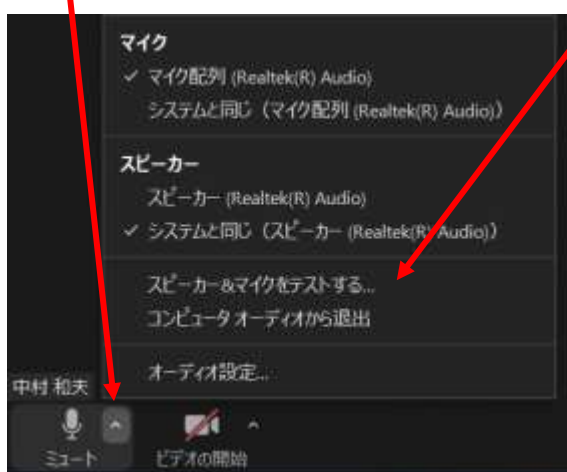 マイク
✓ マイク配列 (Realtek(R) Audio)
システムと同じ（マイク配列 (Realtek(R) Audio)）
スピーカー
スピーカー (Realtek(R) Audio)
✓ システムと同じ（スピーカー (Realtek(R) Audio)）
スピーカー&マイクをテストする...
コンピュータ オーディオから退出
オーディオ設定...
中村 和夫
ミュート ビデオの開始